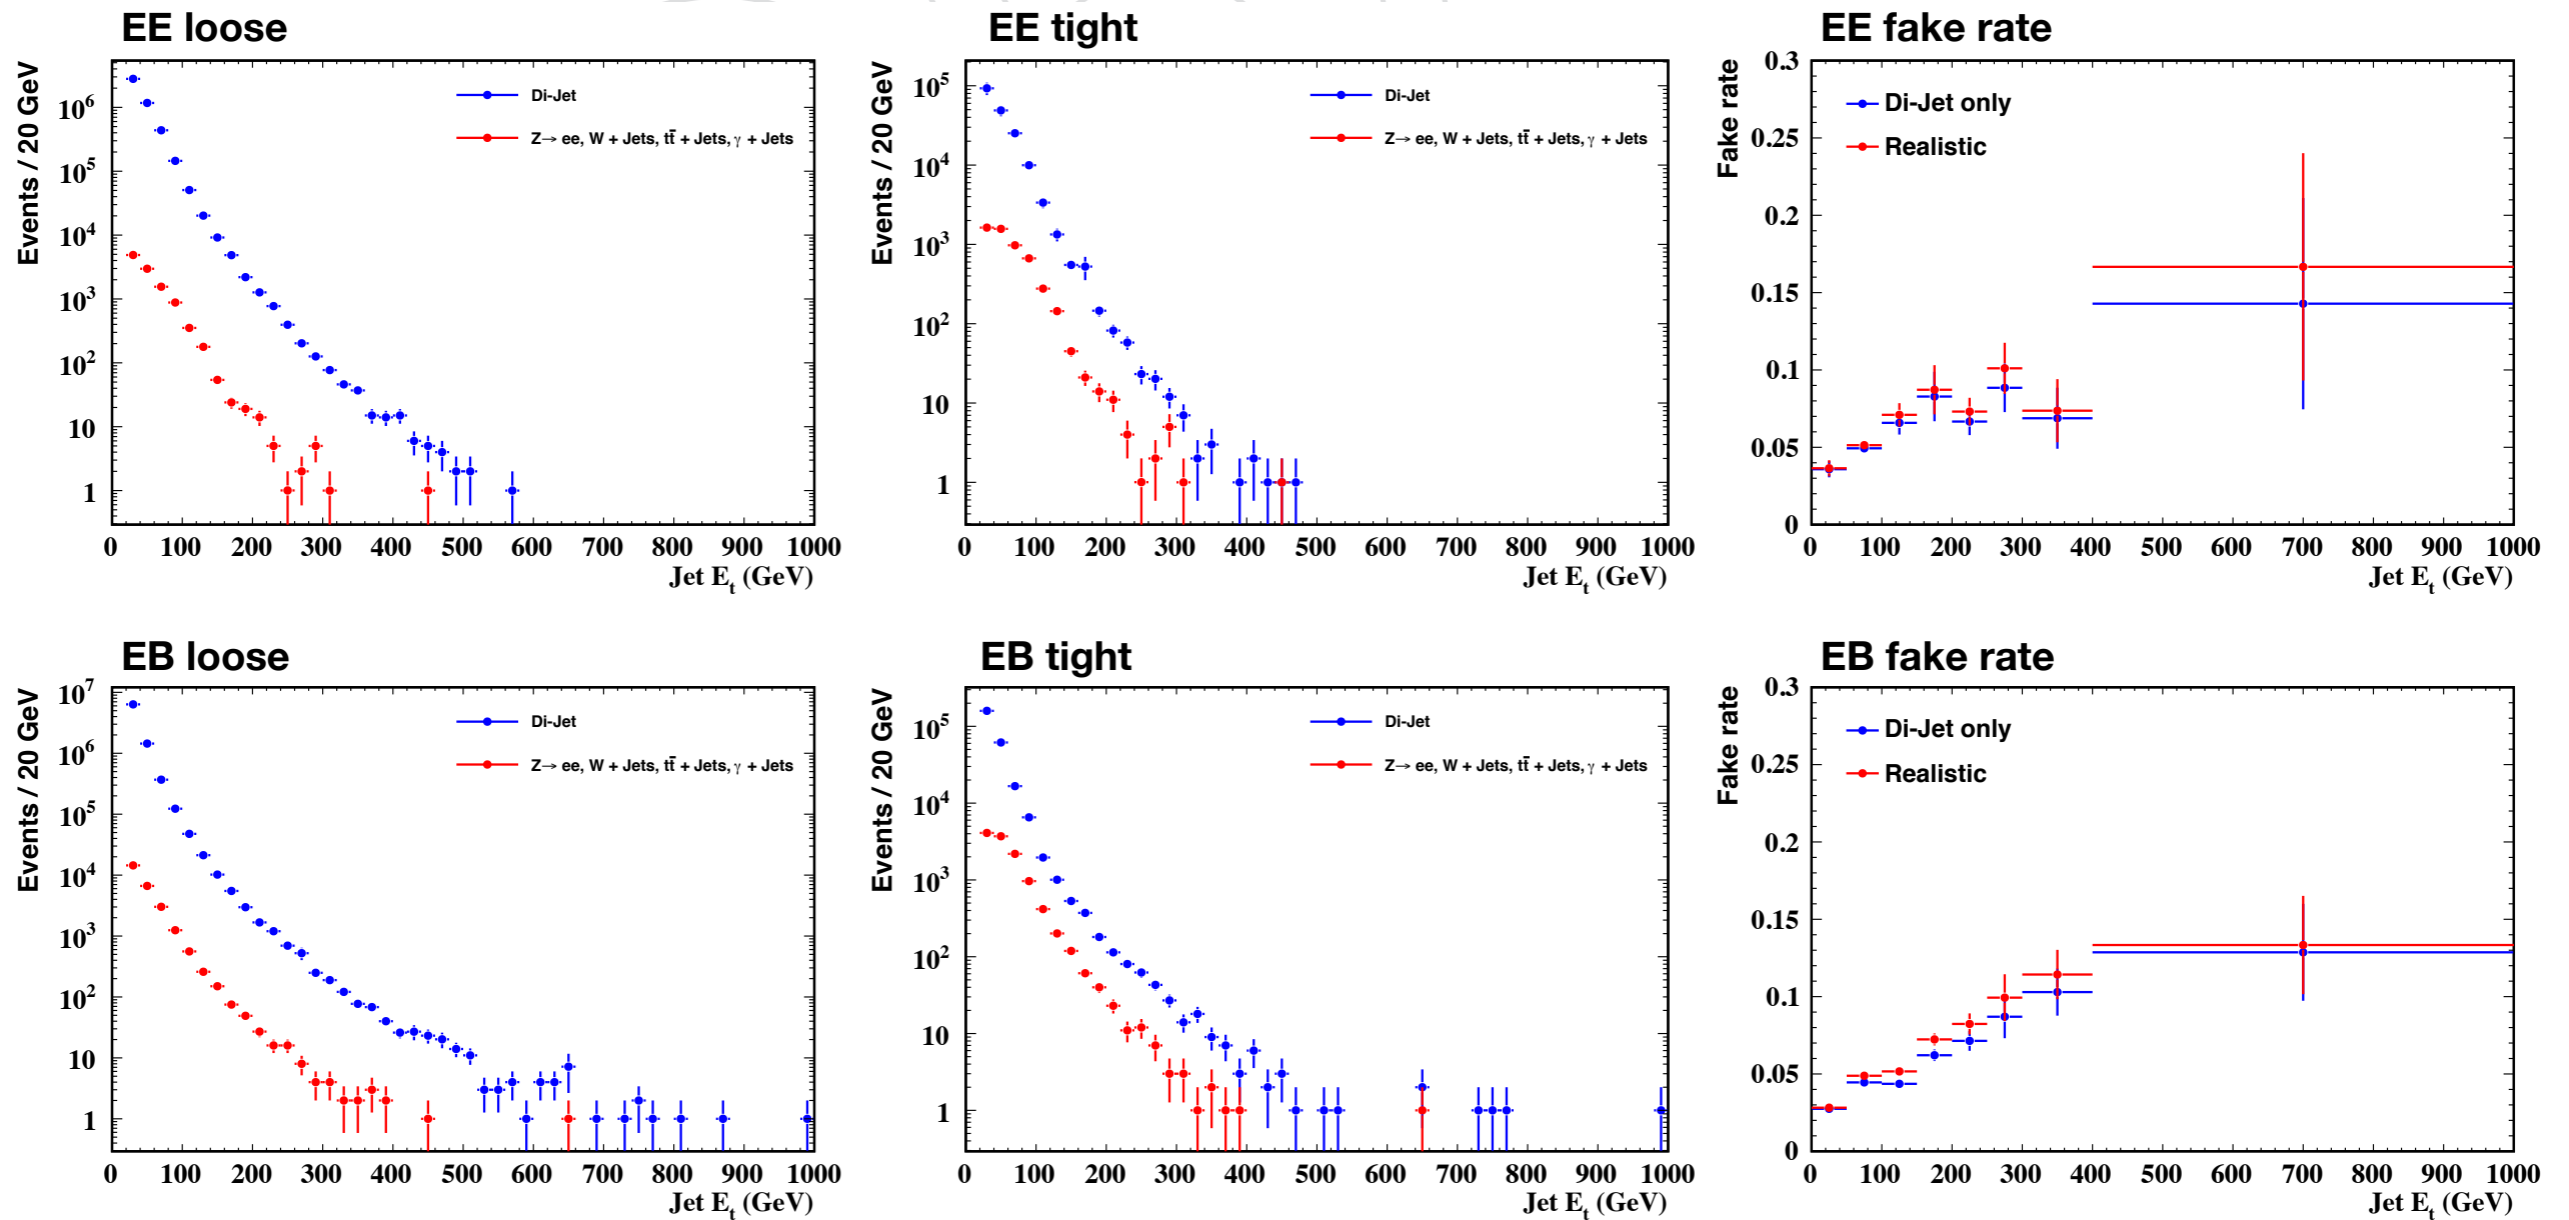 EE loose
Events / 20 GeV
10^6
10^5
10^4
10^3
10^2
10
1
0 100 200 300 400 500 600 700 800 900 1000
Jet E_t (GeV)
Di-Jet
Z→ ee, W + Jets, tt̄ + Jets, γ + Jets
EE tight
Events / 20 GeV
10^5
10^4
10^3
10^2
10
1
0 100 200 300 400 500 600 700 800 900 1000
Jet E_t (GeV)
Di-Jet
Z→ ee, W + Jets, tt̄ + Jets, γ + Jets
EE fake rate
Fake rate
0.3
0.25
0.2
0.15
0.1
0.05
0
0 100 200 300 400 500 600 700 800 900 1000
Jet E_t (GeV)
Di-Jet only
Realistic
EB loose
Events / 20 GeV
10^7
10^6
10^5
10^4
10^3
10^2
10
1
0 100 200 300 400 500 600 700 800 900 1000
Jet E_t (GeV)
Di-Jet
Z→ ee, W + Jets, tt̄ + Jets, γ + Jets
EB tight
Events / 20 GeV
10^5
10^4
10^3
10^2
10
1
0 100 200 300 400 500 600 700 800 900 1000
Jet E_t (GeV)
Di-Jet
Z→ ee, W + Jets, tt̄ + Jets, γ + Jets
EB fake rate
Fake rate
0.3
0.25
0.2
0.15
0.1
0.05
0
0 100 200 300 400 500 600 700 800 900 1000
Jet E_t (GeV)
Di-Jet only
Realistic